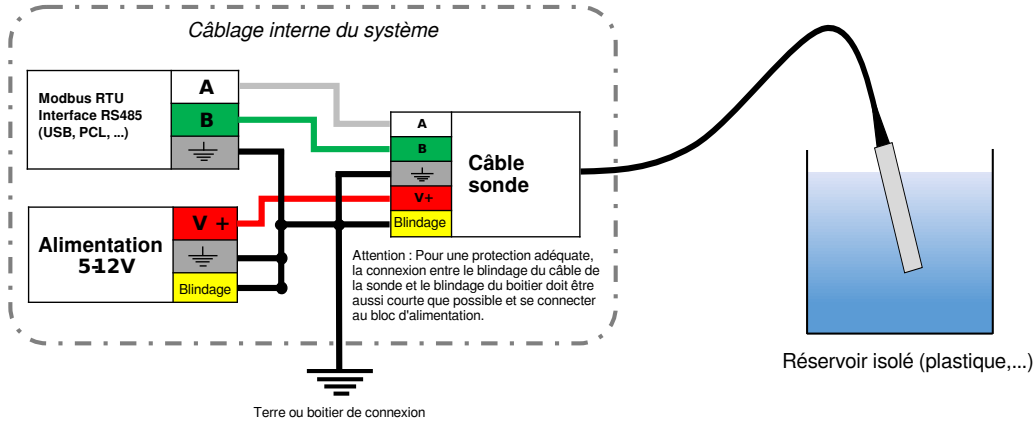 Câblage interne du système
Modbus RTU
Interface RS485
(USB, PCL, ...)
A
B
Alimentation
5-12V
V +
Blindage
A
B
V+
Blindage
Câble
sonde
Attention : Pour une protection adéquate,
la connexion entre le blindage du câble de
la sonde et le blindage du boitier doit être
aussi courte que possible et se connecter
au bloc d'alimentation.
Terre ou boitier de connexion
Réservoir isolé (plastique,...)